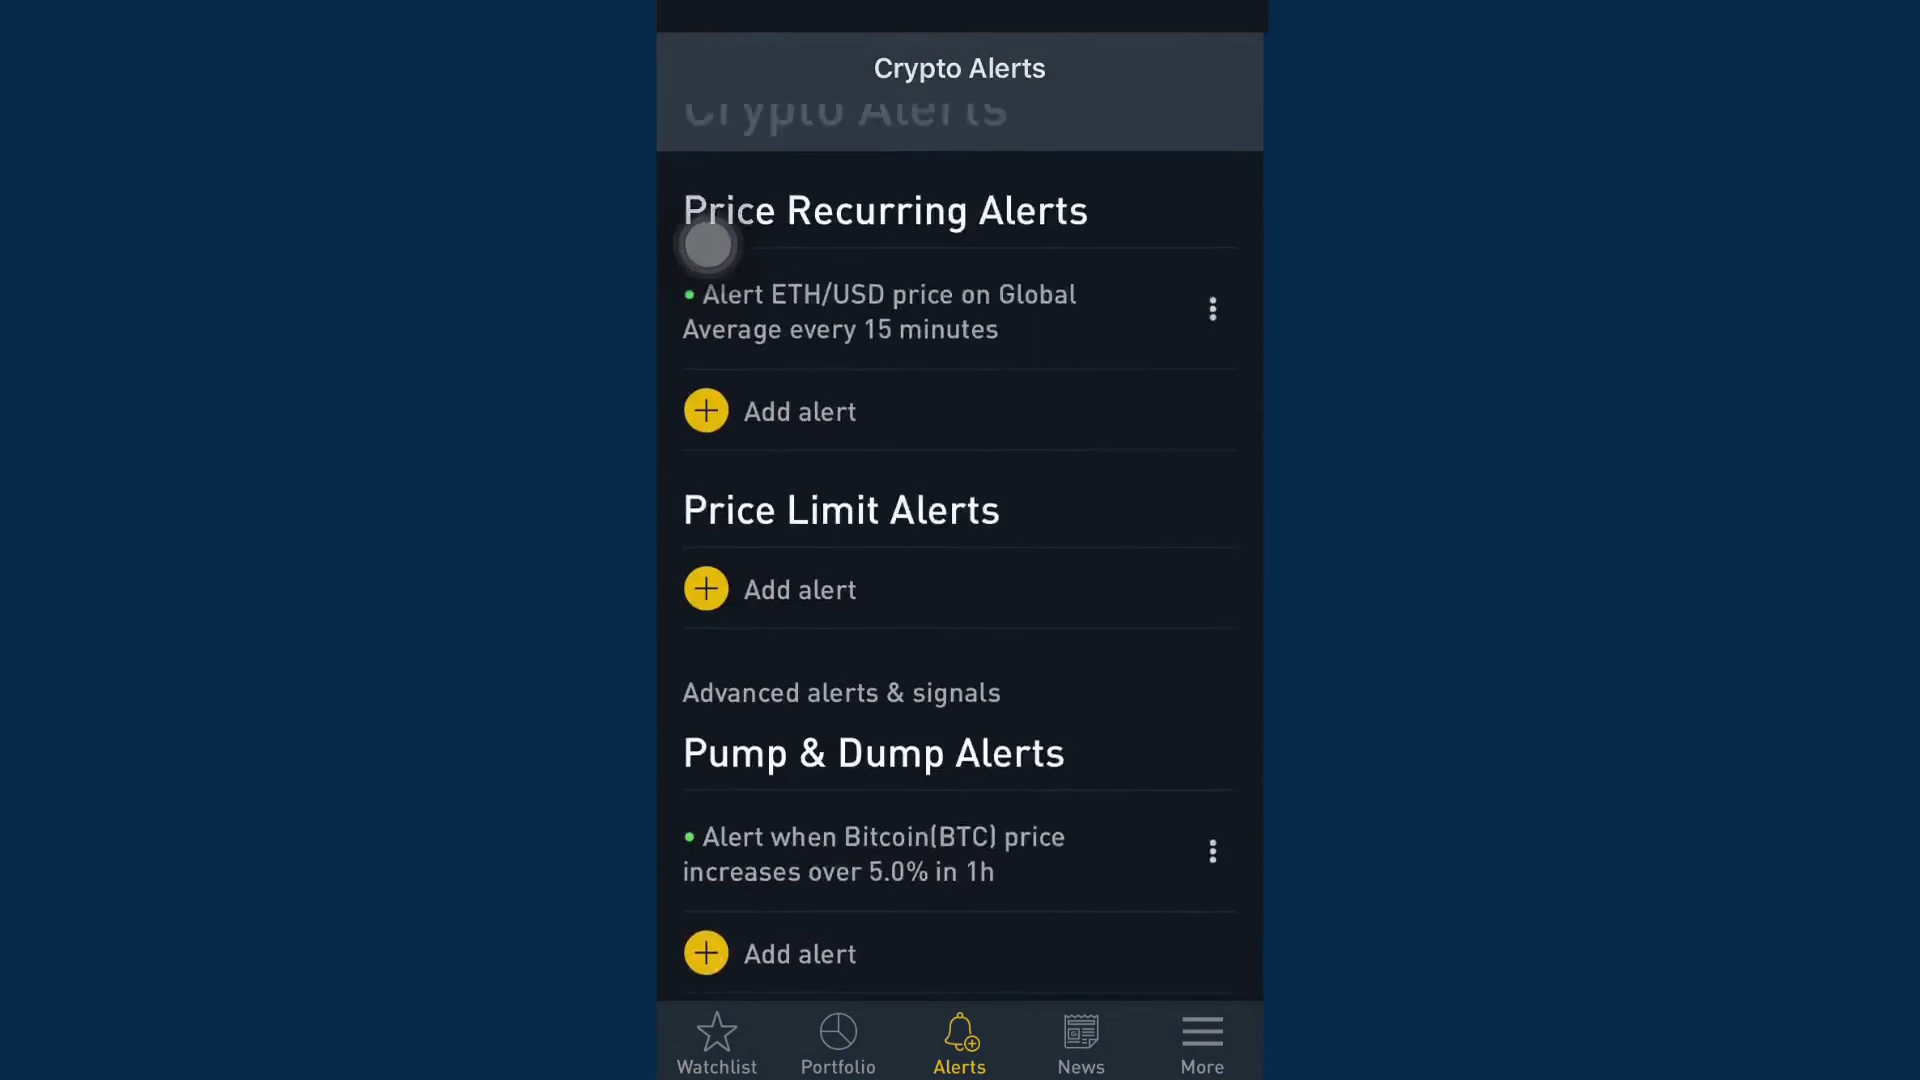 Crypto Alerts
Crypto Alerts
Price Recurring Alerts
• Alert ETH/USD price on Global
Average every 15 minutes
Add alert
Price Limit Alerts
Add alert
Advanced alerts & signals
Pump & Dump Alerts
• Alert when Bitcoin(BTC) price
increases over 5.0% in 1h
Add alert
Watchlist
Portfolio
Alerts
News
More